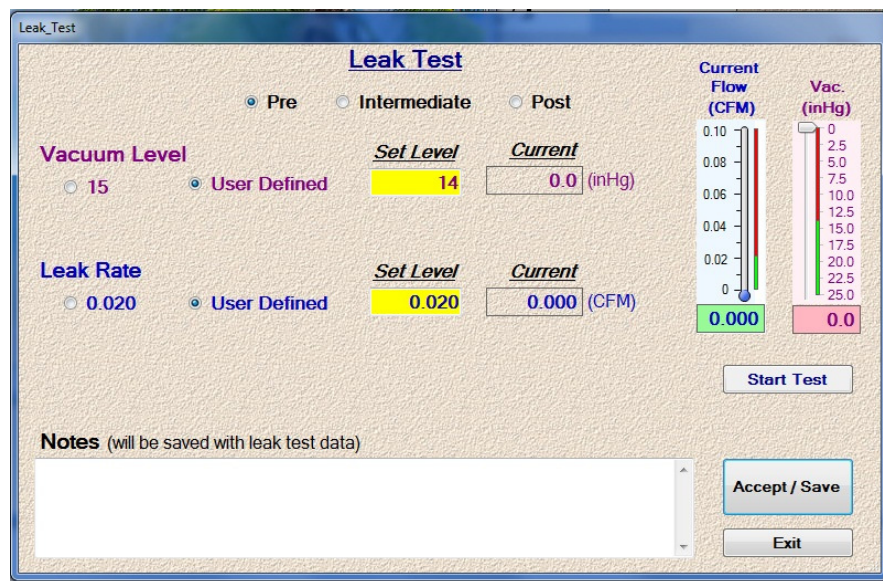 Leak_Test
Leak Test
Pre Intermediate Post
Vacuum Level
Set Level Current
15 User Defined 14 0.0 (inHg)
Leak Rate
Set Level Current
0.020 User Defined 0.020 0.000 (CFM)
Current
Flow
(CFM)
0.10
0.08
0.06
0.04
0.02
0
0.000
Vac.
(inHg)
0
2.5
5.0
7.5
10.0
12.5
15.0
17.5
20.0
22.5
25.0
0.0
Start Test
Notes (will be saved with leak test data)
Accept / Save
Exit